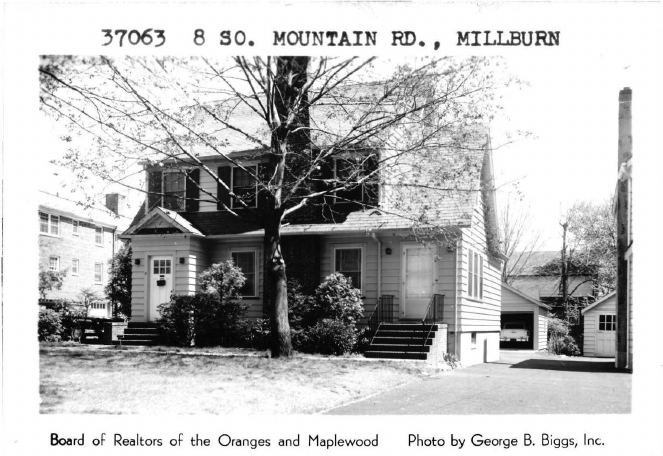 37063 8 SO. MOUNTAIN RD., MILLBURN
Board of Realtors of the Oranges and Maplewood Photo by George B. Biggs, Inc.